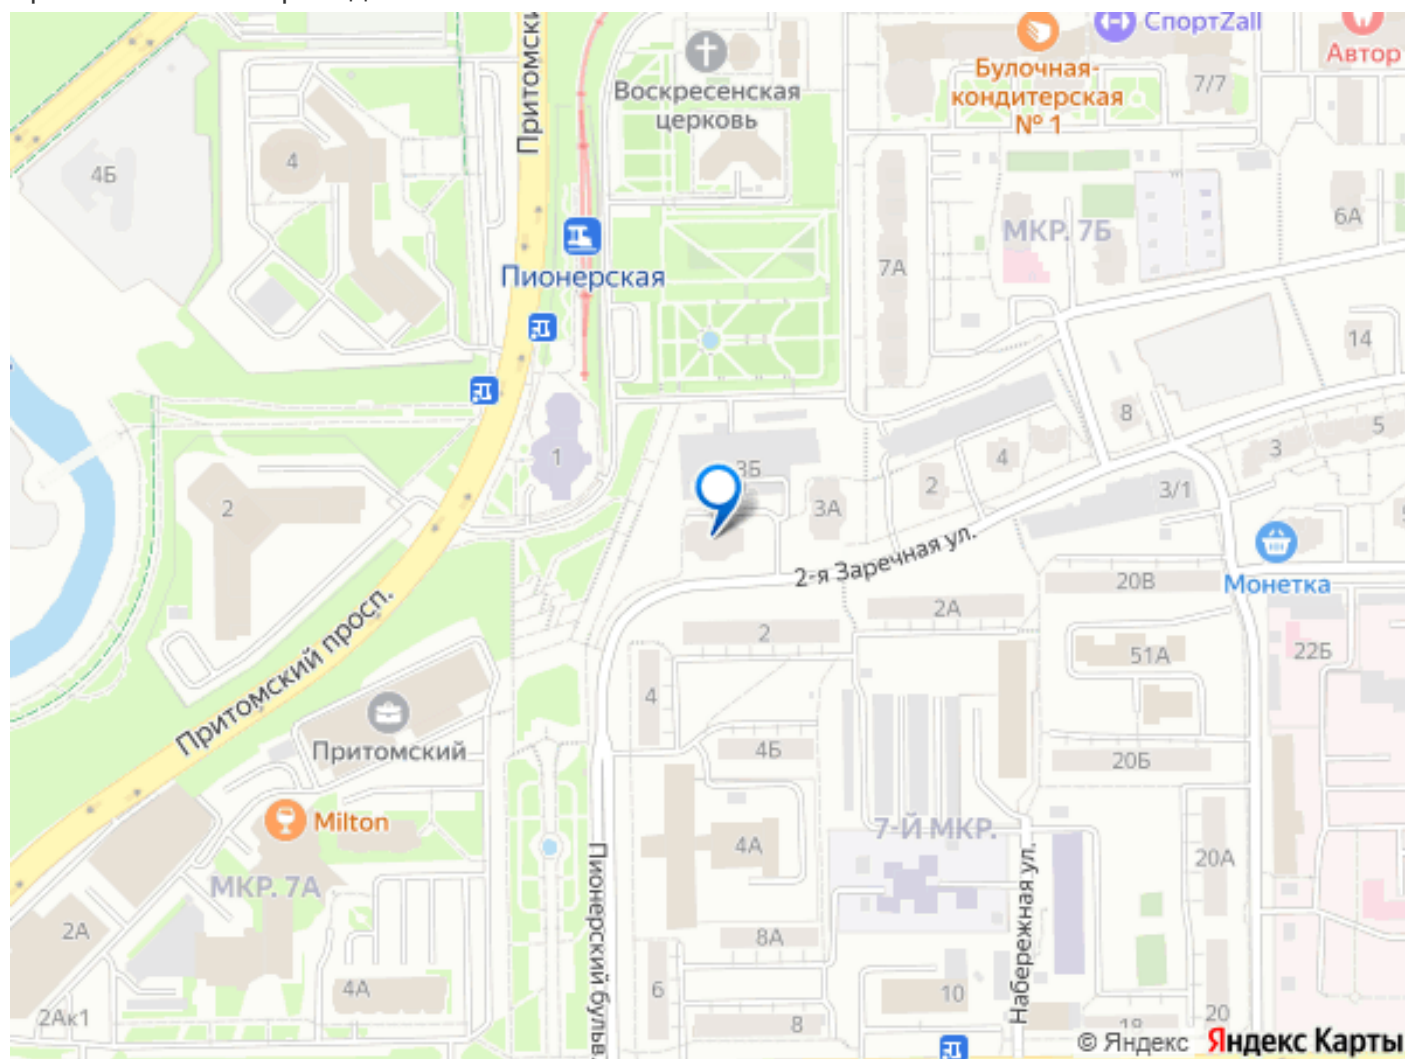 СпортZall
Автор
Булочная-
кондитерская
№ 1
7/7
Воскресенская
церковь
Притомски
4
4Б
6А
МКР. 7Б
7А
Пионерская
14
8
5
3
4
1
3Б
2
3/1
2
3А
2-я Заречная ул.
Монетка
20В
2А
Притомский просп.
2
51А
22Б
4
Притомский
4Б
20Б
Milton
7-Й МКР.
4А
20А
Пионерский бульв.
Набережная ул.
МКР. 7А
2А
8А
4А
6
10
2Ак1
8
20
© Яндекс Яндекс Карты